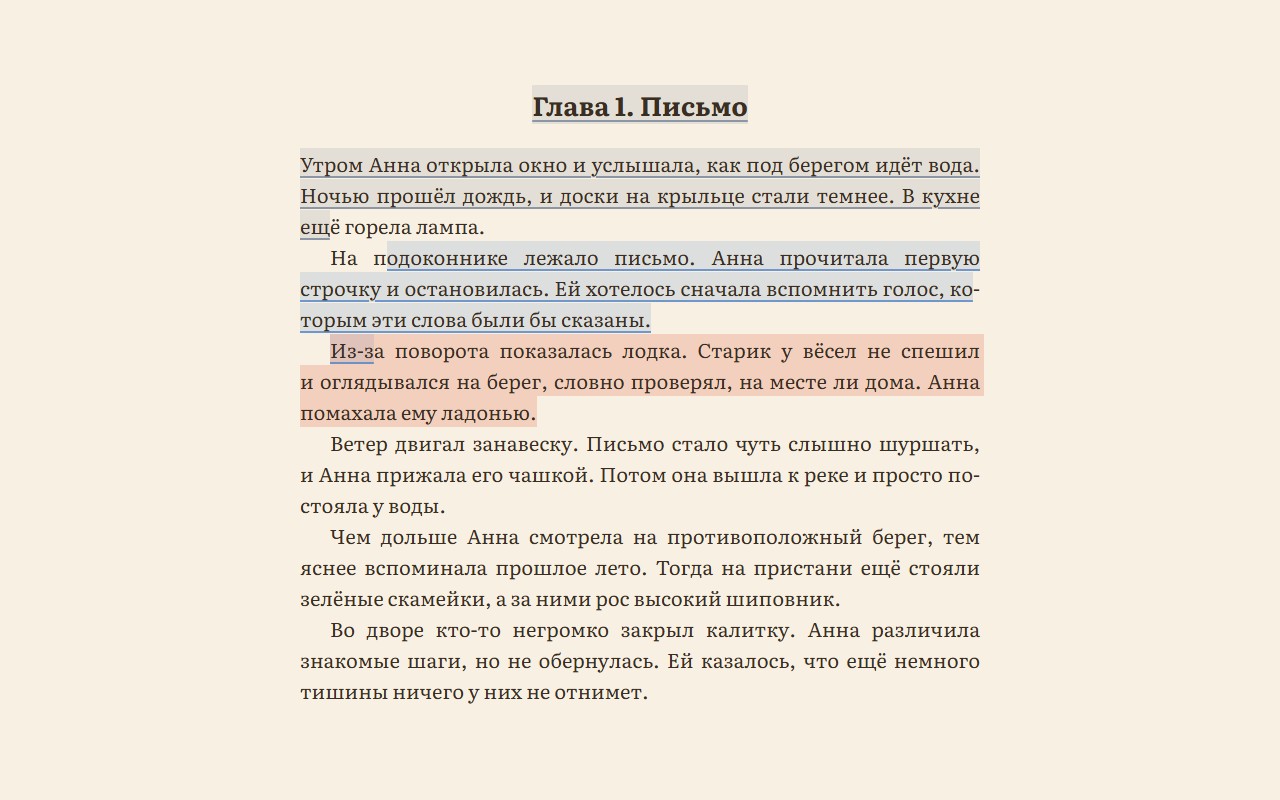 Глава 1. Письмо
Утром Анна открыла окно и услышала, как под берегом идёт вода.
Ночью прошёл дождь, и доски на крыльце стали темнее. В кухне
ещё горела лампа.
На подоконнике лежало письмо. Анна прочитала первую
строчку и остановилась. Ей хотелось сначала вспомнить голос, ко-
торым эти слова были бы сказаны.
Из-за поворота показалась лодка. Старик у вёсел не спешил
и оглядывался на берег, словно проверял, на месте ли дома. Анна
помахала ему ладонью.
Ветер двигал занавеску. Письмо стало чуть слышно шуршать,
и Анна прижала его чашкой. Потом она вышла к реке и просто по-
стояла у воды.
Чем дольше Анна смотрела на противоположный берег, тем
яснее вспоминала прошлое лето. Тогда на пристани ещё стояли
зелёные скамейки, а за ними рос высокий шиповник.
Во дворе кто-то негромко закрыл калитку. Анна различила
знакомые шаги, но не обернулась. Ей казалось, что ещё немного
тишины ничего у них не отнимет.